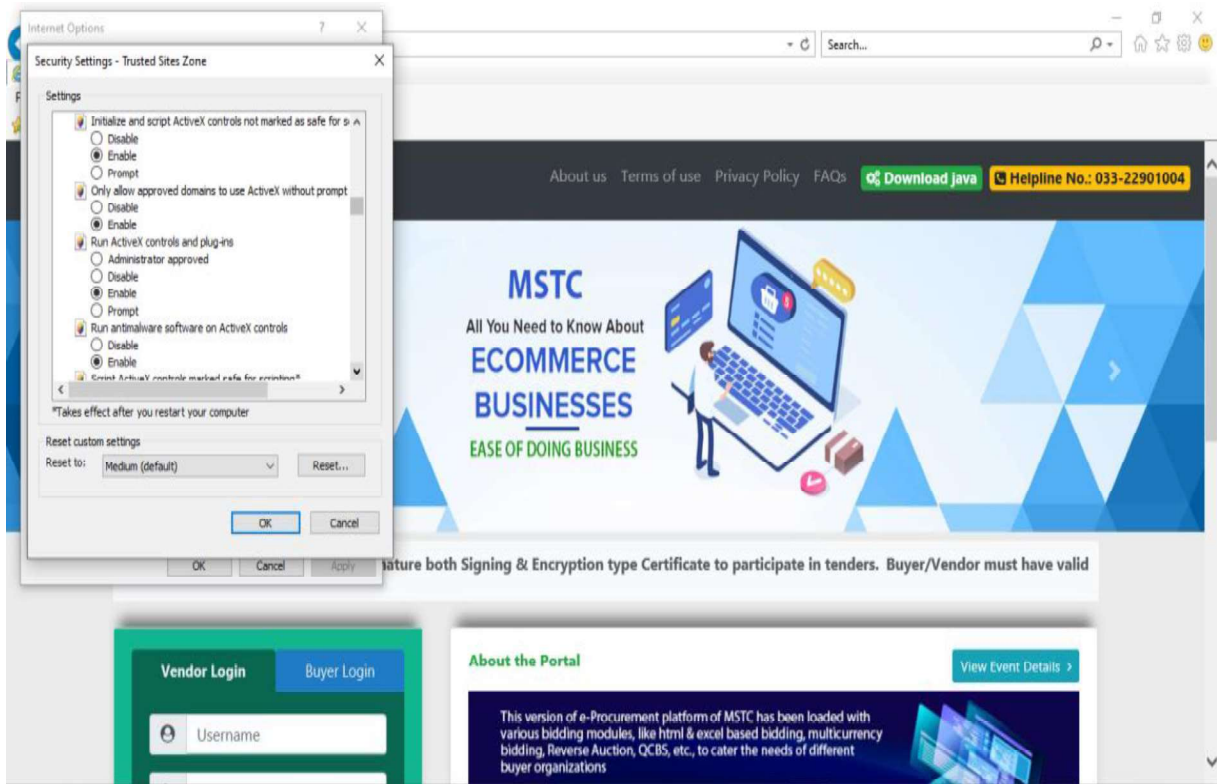 Internet Options
Search...
Security Settings - Trusted Sites Zone
Settings
Initialize and script ActiveX controls not marked as safe for s
Disable
Enable
Prompt
Only allow approved domains to use ActiveX without prompt
Disable
Enable
Run ActiveX controls and plug-ins
Administrator approved
Disable
Enable
Prompt
Run antimalware software on ActiveX controls
Disable
Enable
Script ActiveX controls marked safe for scripting*
*Takes effect after you restart your computer
Reset custom settings
Reset to: Medium (default) Reset...
OK Cancel
OK Cancel Apply
About us Terms of use Privacy Policy FAQs Download java Helpline No.: 033-22901004
MSTC
All You Need to Know About
ECOMMERCE
BUSINESSES
EASE OF DOING BUSINESS
nature both Signing & Encryption type Certificate to participate in tenders. Buyer/Vendor must have valid
Vendor Login Buyer Login
Username
About the Portal
View Event Details
This version of e-Procurement platform of MSTC has been loaded with
various bidding modules, like html & excel based bidding, multicurrency
bidding, Reverse Auction, QCBS, etc., to cater the needs of different
buyer organizations